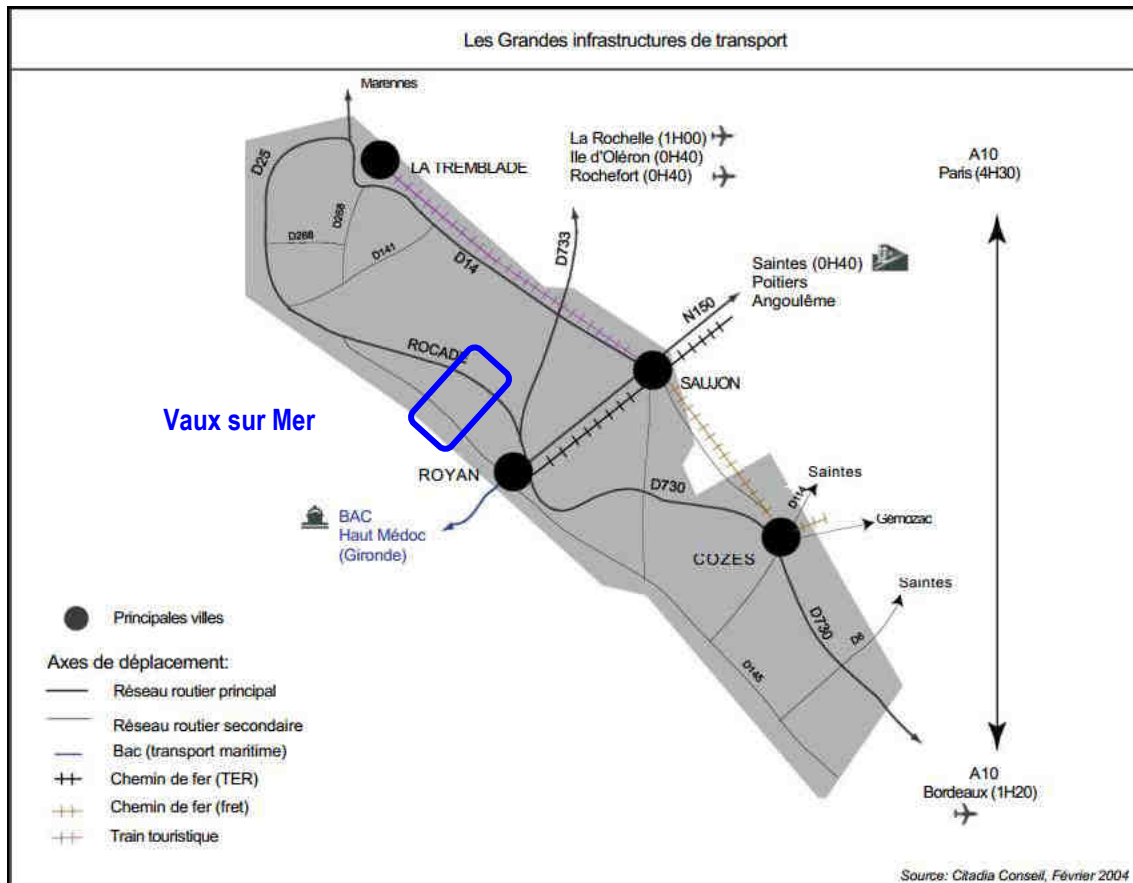 Les Grandes infrastructures de transport
Marennes
La Rochelle (1H00)
Ile d'Oléron (0H40)
Rochefort (0H40)
A10
Paris (4H30)
D25
LA TREMBLADE
D268
D268
D141
D14
D733
Saintes (0H40)
Poitiers
Angoulême
N150
ROCADE
SAUJON
Vaux sur Mer
ROYAN
D730
D114
Saintes
Gémozac
BAC
Haut Médoc
(Gironde)
COZES
Saintes
D730
D6
D145
Principales villes
Axes de déplacement:
Réseau routier principal
Réseau routier secondaire
Bac (transport maritime)
Chemin de fer (TER)
Chemin de fer (fret)
Train touristique
A10
Bordeaux (1H20)
Source: Citadia Conseil, Février 2004